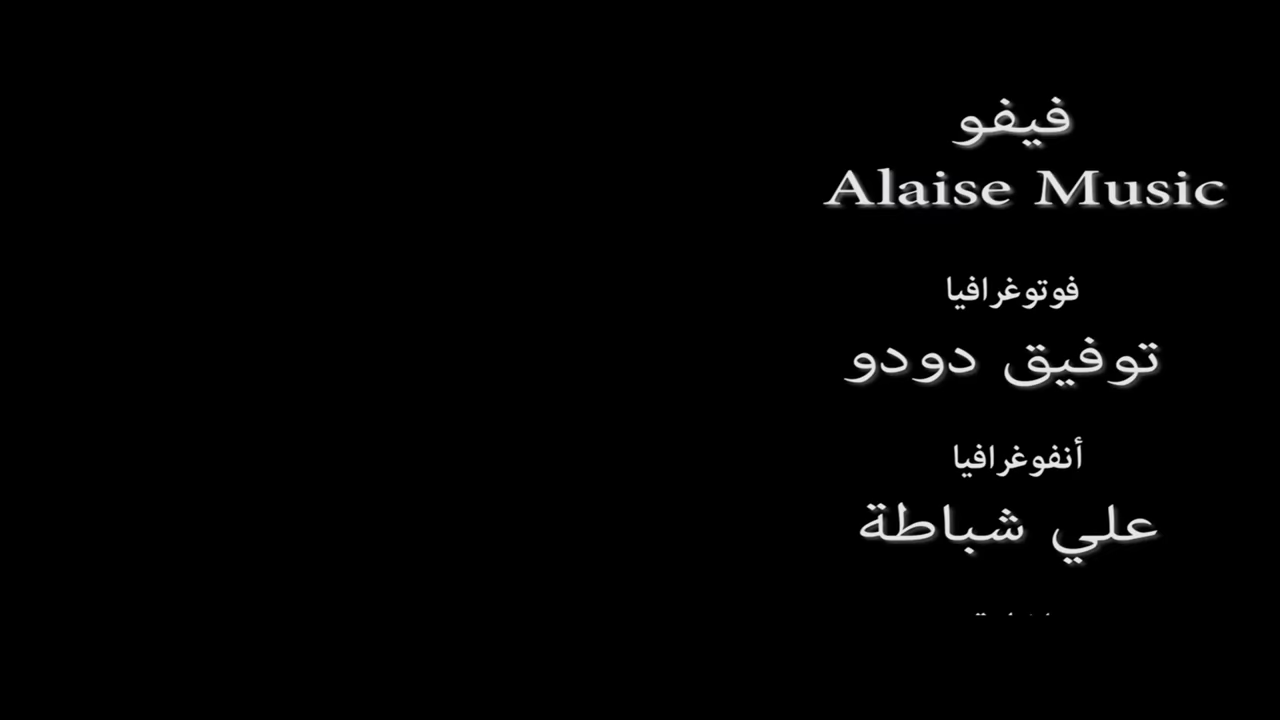 فيفو
Alaise Music
فوتوغرافيا
توفيق دودو
أنفوغرافيا
علي شباطة